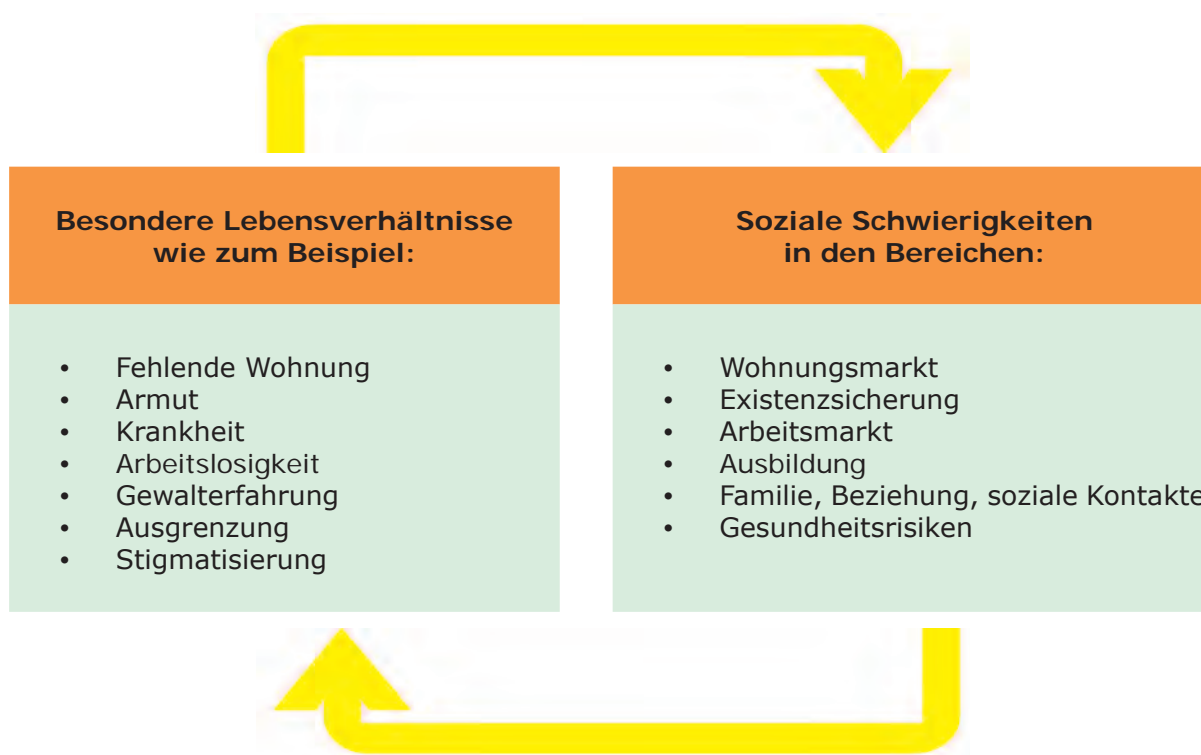 Besondere Lebensverhältnisse
wie zum Beispiel:
• Fehlende Wohnung
• Armut
• Krankheit
• Arbeitslosigkeit
• Gewalterfahrung
• Ausgrenzung
• Stigmatisierung
Soziale Schwierigkeiten
in den Bereichen:
• Wohnungsmarkt
• Existenzsicherung
• Arbeitsmarkt
• Ausbildung
• Familie, Beziehung, soziale Kontakte
• Gesundheitsrisiken